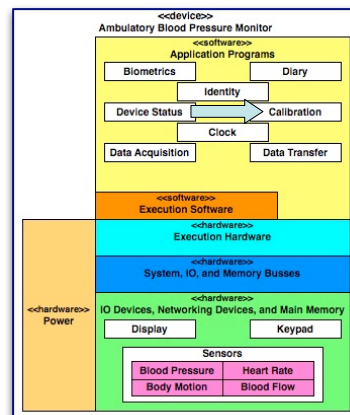 <<device>>
Ambulatory Blood Pressure Monitor
<<software>>
Application Programs
Biometrics
Diary
Identity
Device Status
Calibration
Clock
Data Acquisition
Data Transfer
<<software>>
Execution Software
<<hardware>>
Execution Hardware
<<hardware>>
System, IO, and Memory Busses
<<hardware>>
Power
<<hardware>>
IO Devices, Networking Devices, and Main Memory
Display
Keypad
Sensors
Blood Pressure
Heart Rate
Body Motion
Blood Flow